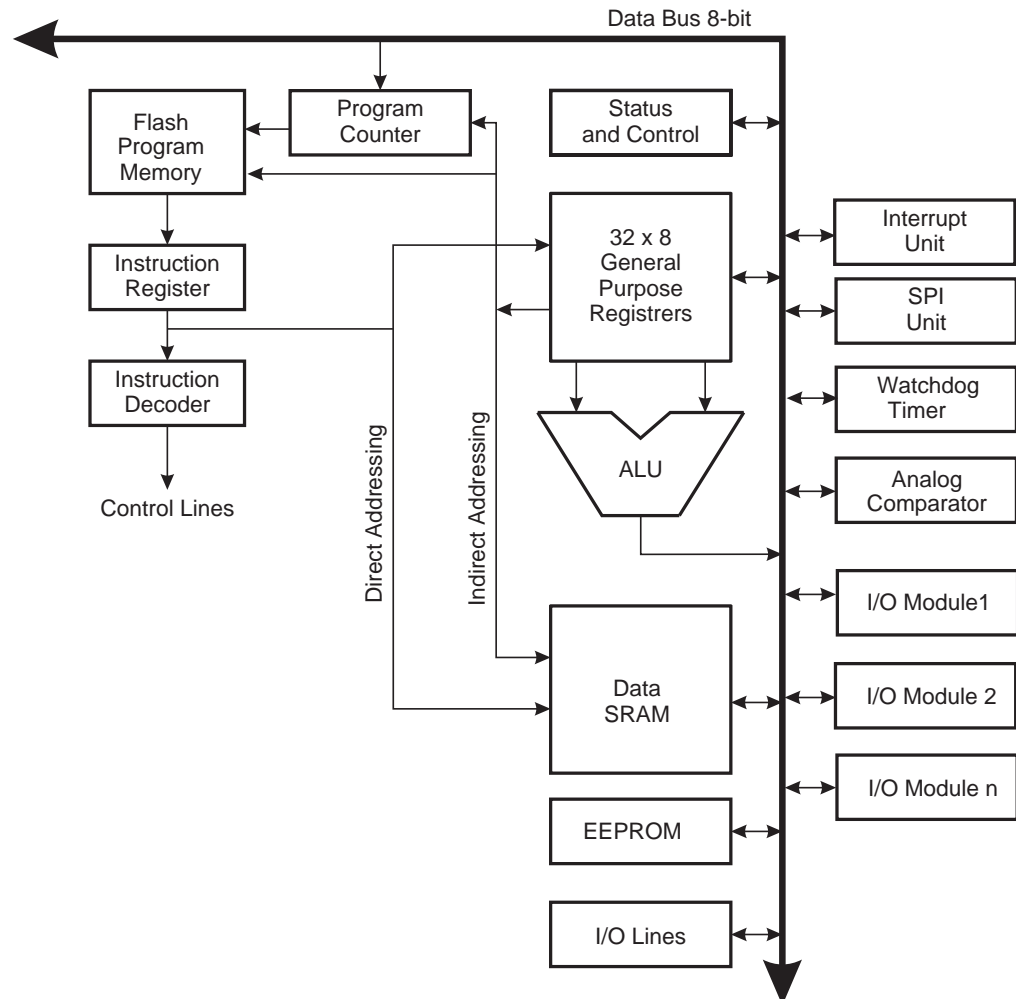 Data Bus 8-bit
Flash
Program
Memory
Program
Counter
Status
and Control
Interrupt
Unit
32 x 8
General
Purpose
Registrers
Instruction
Register
SPI
Unit
Instruction
Decoder
Watchdog
Timer
ALU
Analog
Comparator
Control Lines
Direct Addressing
Indirect Addressing
I/O Module1
Data
SRAM
I/O Module 2
I/O Module n
EEPROM
I/O Lines